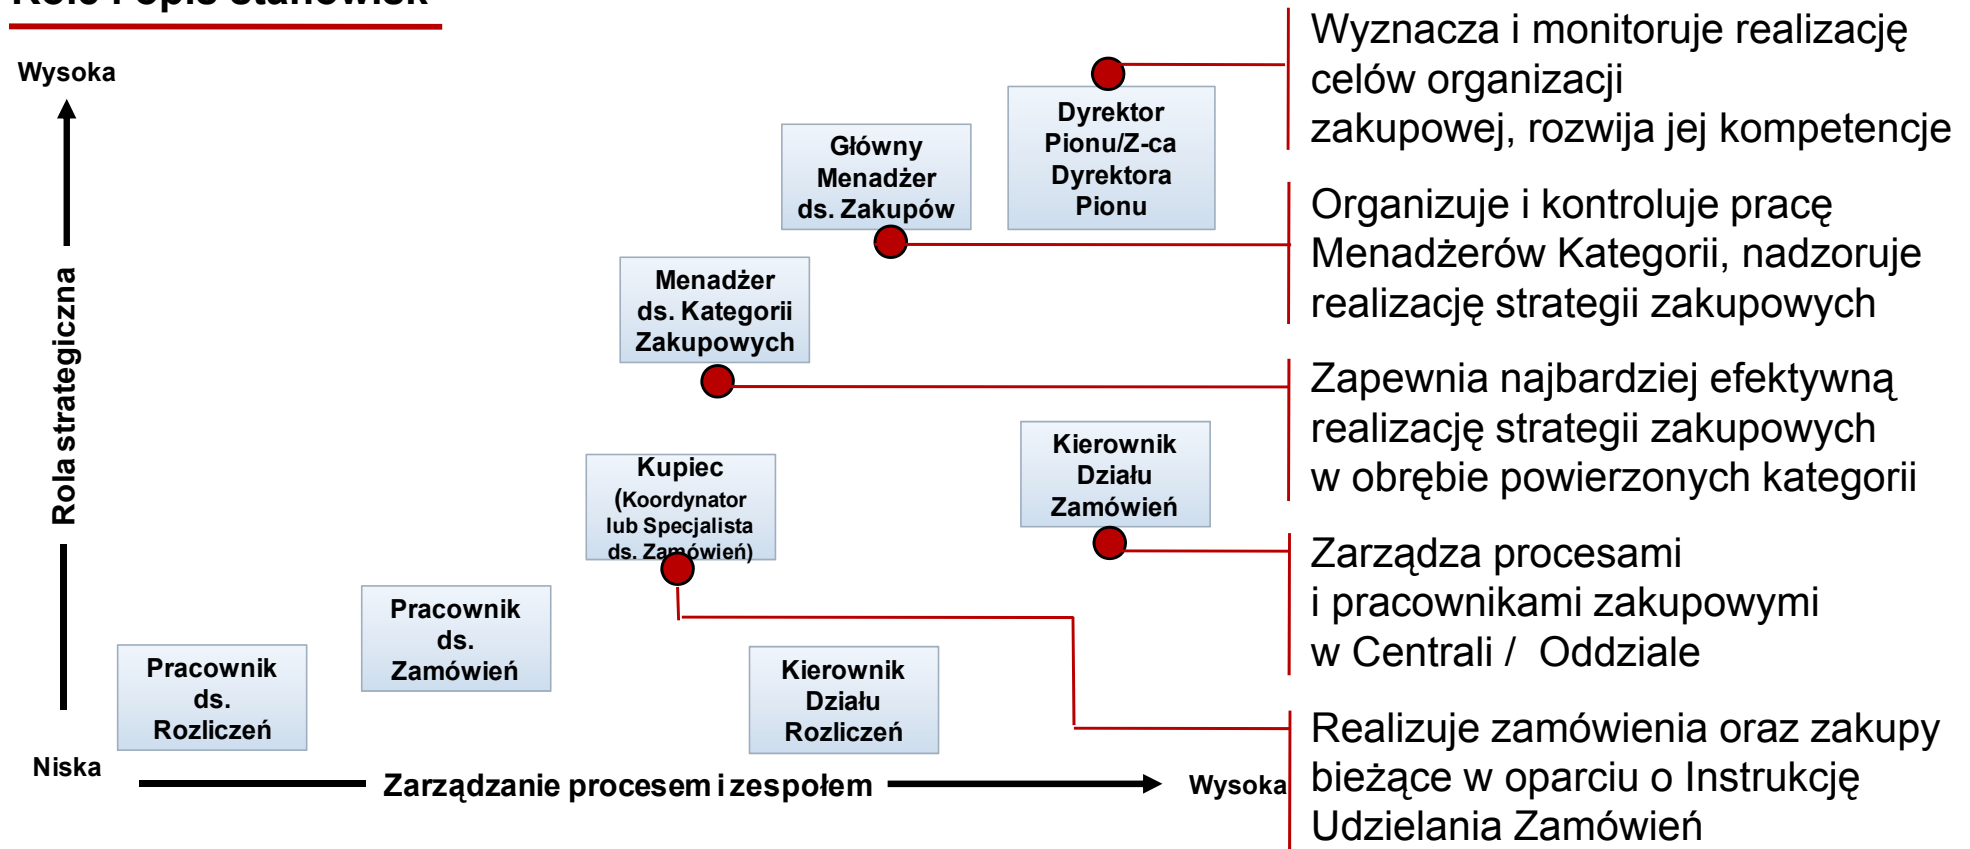 Role i opis stanowisk
Wysoka
Rola strategiczna
Niska
Zarządzanie procesem i zespołem
Wysoka
Dyrektor
Pionu/Z-ca
Dyrektora
Pionu
Główny
Menadżer
ds. Zakupów
Menadżer
ds. Kategorii
Zakupowych
Kierownik
Działu
Zamówień
Kupiec
(Koordynator
lub Specjalista
ds. Zamówień)
Pracownik
ds.
Zamówień
Pracownik
ds.
Rozliczeń
Kierownik
Działu
Rozliczeń
Wyznacza i monitoruje realizację
celów organizacji
zakupowej, rozwija jej kompetencje
Organizuje i kontroluje pracę
Menadżerów Kategorii, nadzoruje
realizację strategii zakupowych
Zapewnia najbardziej efektywną
realizację strategii zakupowych
w obrębie powierzonych kategorii
Zarządza procesami
i pracownikami zakupowymi
w Centrali / Oddziale
Realizuje zamówienia oraz zakupy
bieżące w oparciu o Instrukcję
Udzielania Zamówień